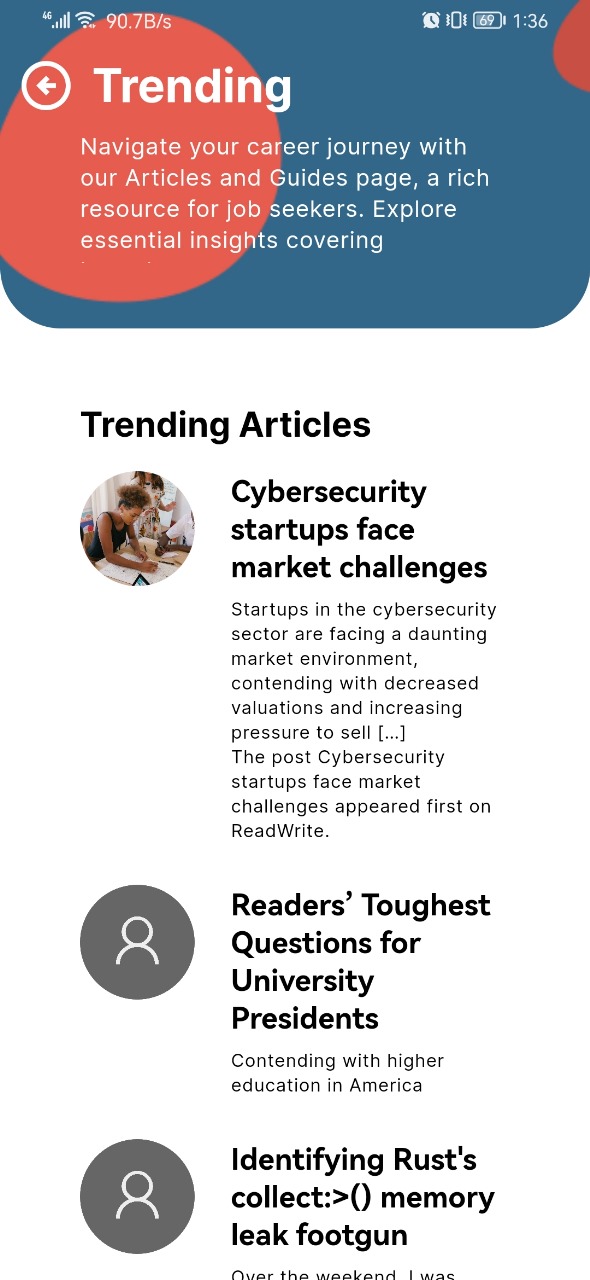 46 90.7B/s 69 1:36
Trending
Navigate your career journey with
our Articles and Guides page, a rich
resource for job seekers. Explore
essential insights covering
Trending Articles
Cybersecurity
startups face
market challenges
Startups in the cybersecurity
sector are facing a daunting
market environment,
contending with decreased
valuations and increasing
pressure to sell [...]
The post Cybersecurity
startups face market
challenges appeared first on
ReadWrite.
Readers’ Toughest
Questions for
University
Presidents
Contending with higher
education in America
Identifying Rust's
collect:>() memory
leak footgun
Over the weekend, I was